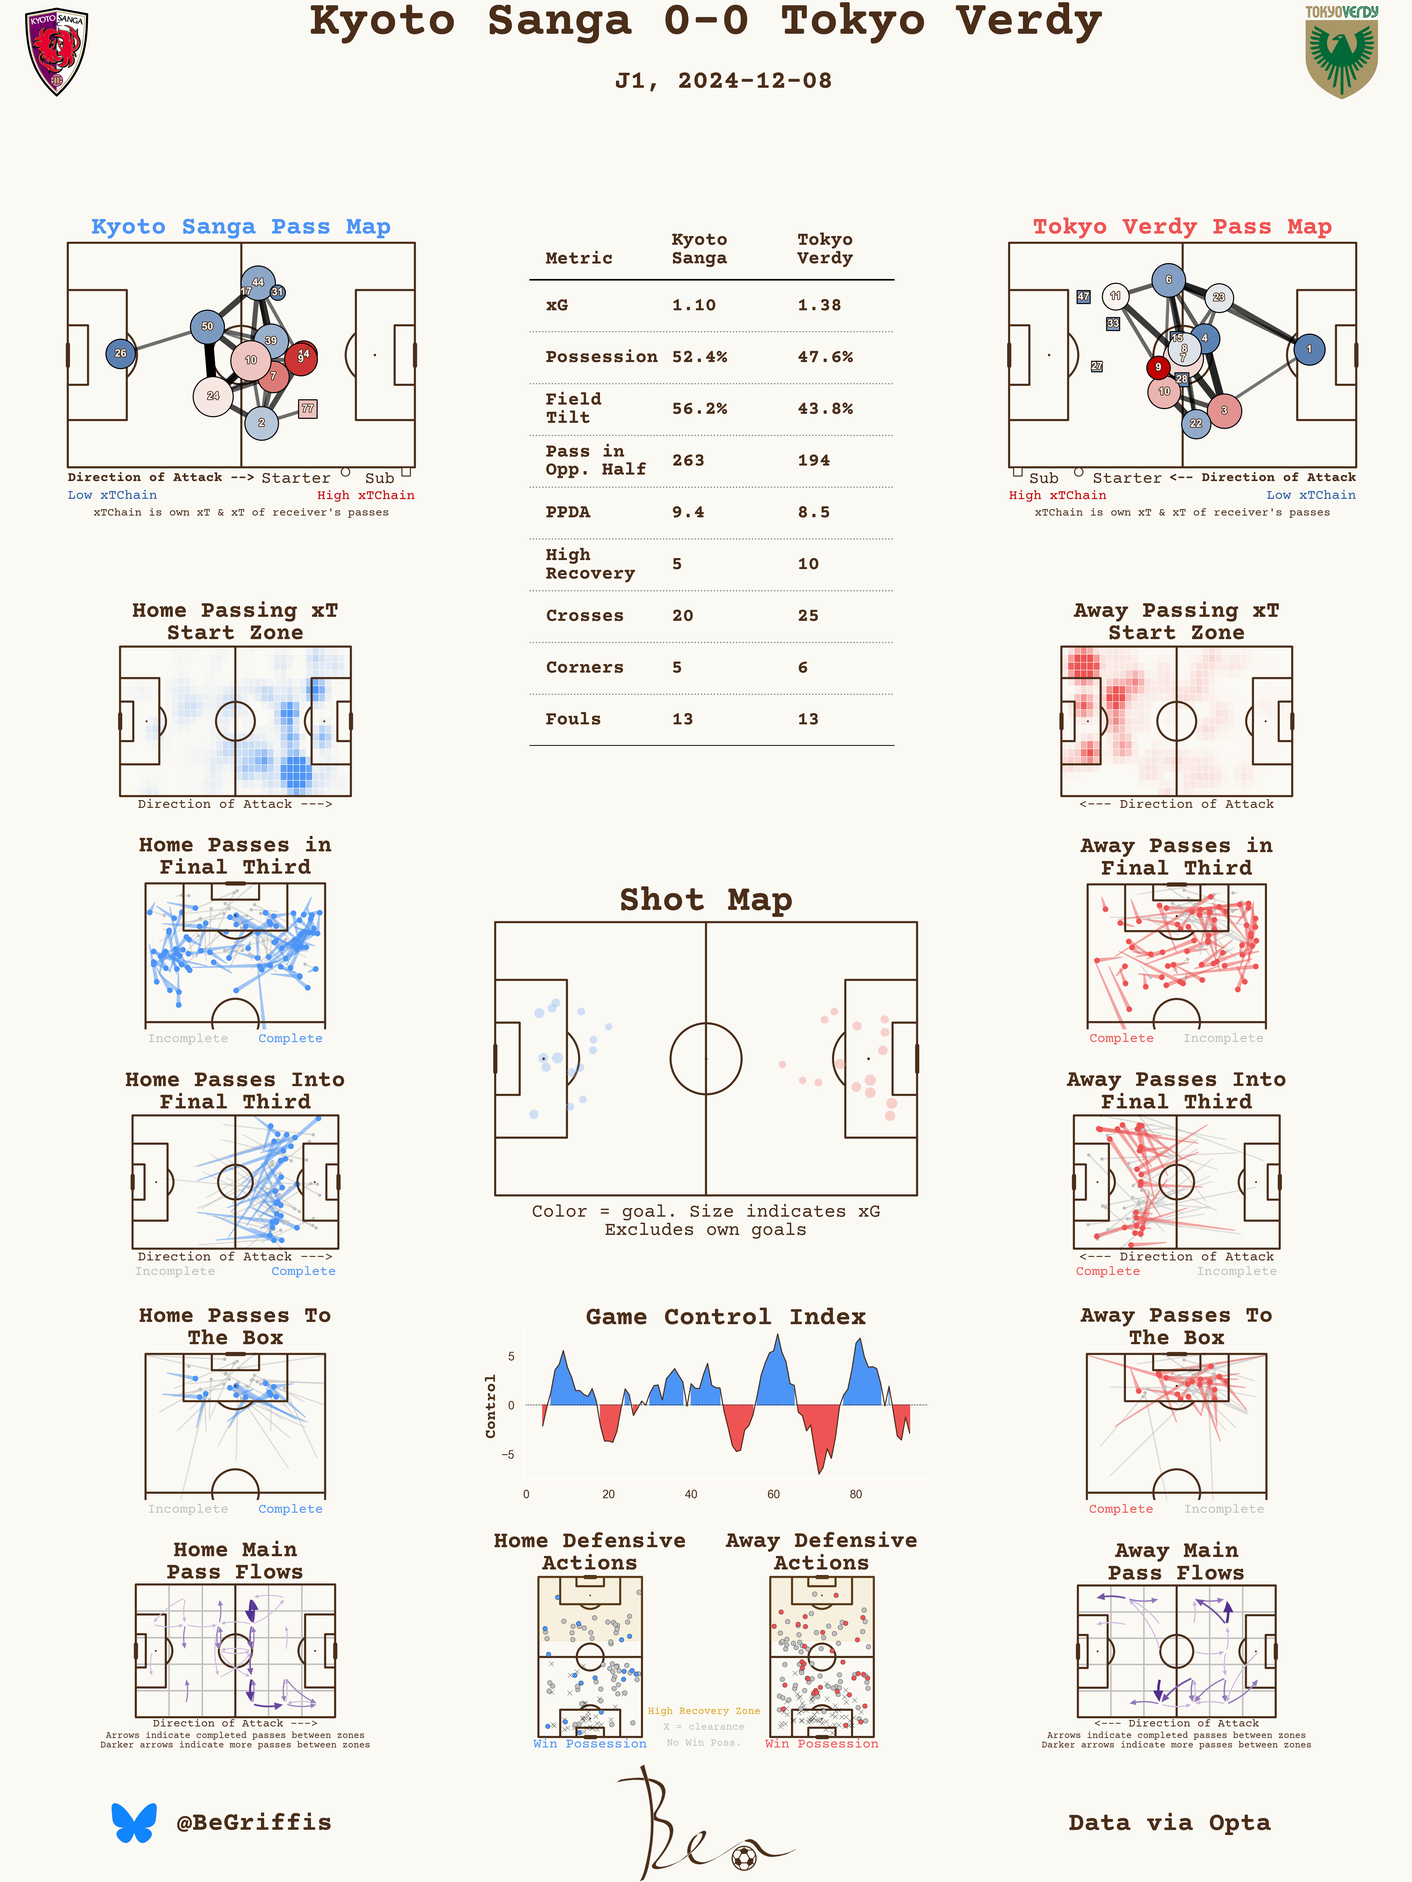 Kyoto Sanga 0-0 Tokyo Verdy
J1, 2024-12-08
KYOTO SANGA
TOKYO VERDY
Kyoto Sanga Pass Map
44
17
31
50
39
26
14
9
10
7
24
77
2
Direction of Attack --> Starter Sub
Low xTChain High xTChain
xTChain is own xT & xT of receiver's passes
Metric Kyoto Sanga Tokyo Verdy
xG 1.10 1.38
Possession 52.4% 47.6%
Field Tilt 56.2% 43.8%
Pass in Opp. Half 263 194
PPDA 9.4 8.5
High Recovery 5 10
Crosses 20 25
Corners 5 6
Fouls 13 13
Tokyo Verdy Pass Map
6
47
11
23
33
15
4
8
7
1
27
9
28
10
3
22
Sub Starter <-- Direction of Attack
High xTChain Low xTChain
xTChain is own xT & xT of receiver's passes
Home Passing xT
Start Zone
Direction of Attack --->
Away Passing xT
Start Zone
<--- Direction of Attack
Home Passes in
Final Third
Incomplete Complete
Away Passes in
Final Third
Complete Incomplete
Shot Map
Color = goal. Size indicates xG
Excludes own goals
Home Passes Into
Final Third
Direction of Attack --->
Incomplete Complete
Away Passes Into
Final Third
<--- Direction of Attack
Complete Incomplete
Home Passes To
The Box
Incomplete Complete
Game Control Index
Control
5
0
−5
0 20 40 60 80
Away Passes To
The Box
Complete Incomplete
Home Main
Pass Flows
Direction of Attack --->
Arrows indicate completed passes between zones
Darker arrows indicate more passes between zones
Home Defensive
Actions
Win Possession
High Recovery Zone
X = clearance
No Win Poss.
Away Defensive
Actions
Win Possession
Away Main
Pass Flows
<--- Direction of Attack
Arrows indicate completed passes between zones
Darker arrows indicate more passes between zones
@BeGriffis
Ben
Data via Opta